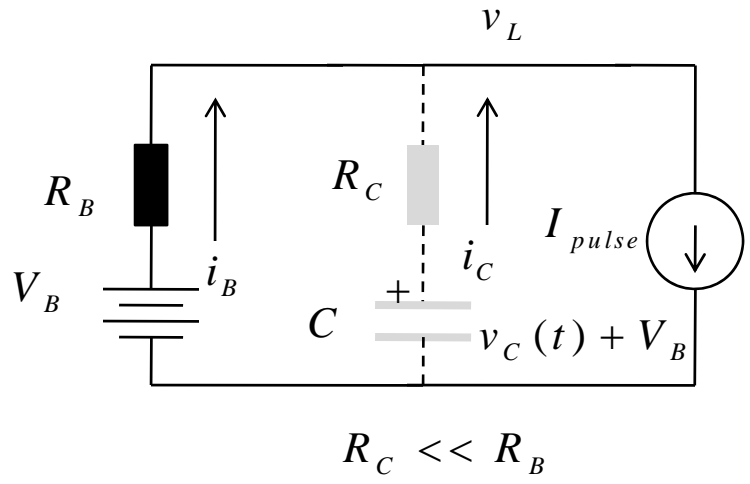 v_L
R_B
R_C
I_pulse
V_B
i_B
i_C
+
C
v_C (t) + V_B
R_C << R_B